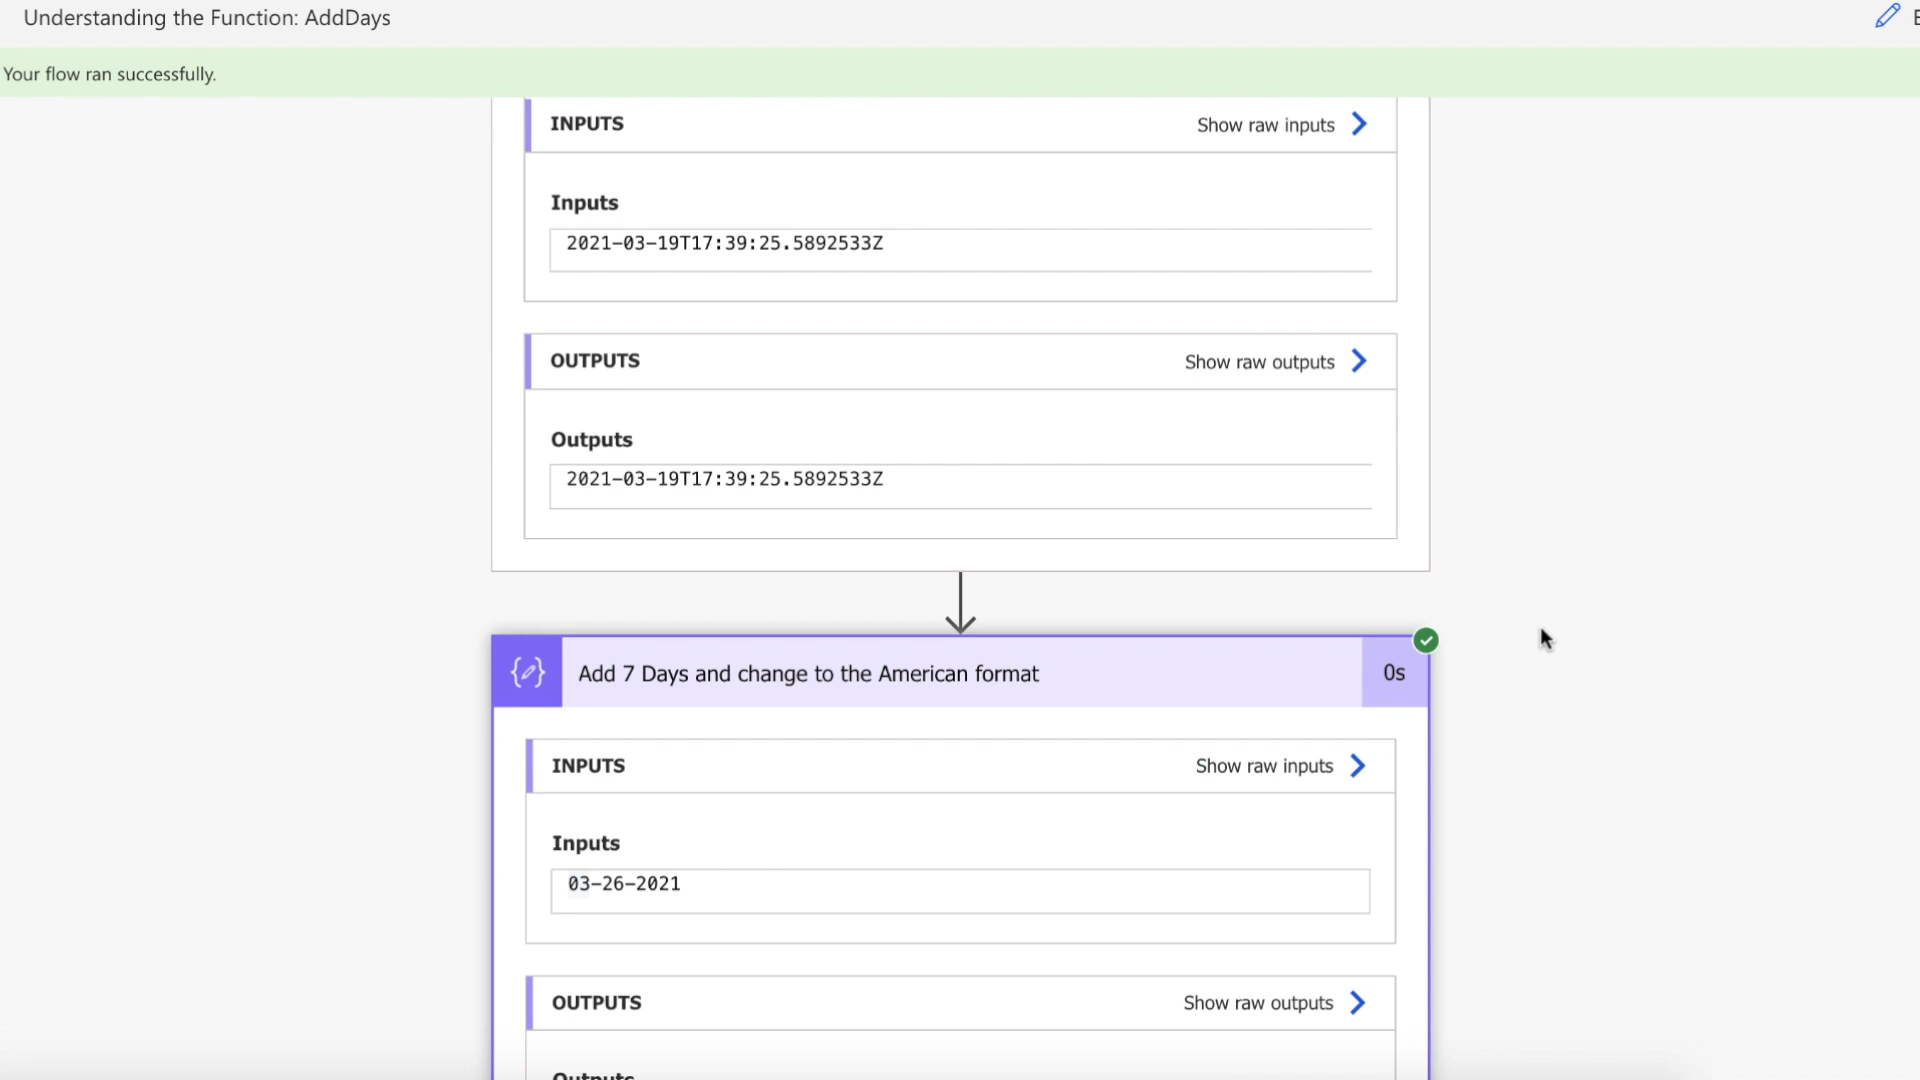 Understanding the Function: AddDays
Your flow ran successfully.
INPUTS
Show raw inputs
Inputs
2021-03-19T17:39:25.5892533Z
OUTPUTS
Show raw outputs
Outputs
2021-03-19T17:39:25.5892533Z
Add 7 Days and change to the American format
0s
INPUTS
Show raw inputs
Inputs
03-26-2021
OUTPUTS
Show raw outputs
Outputs